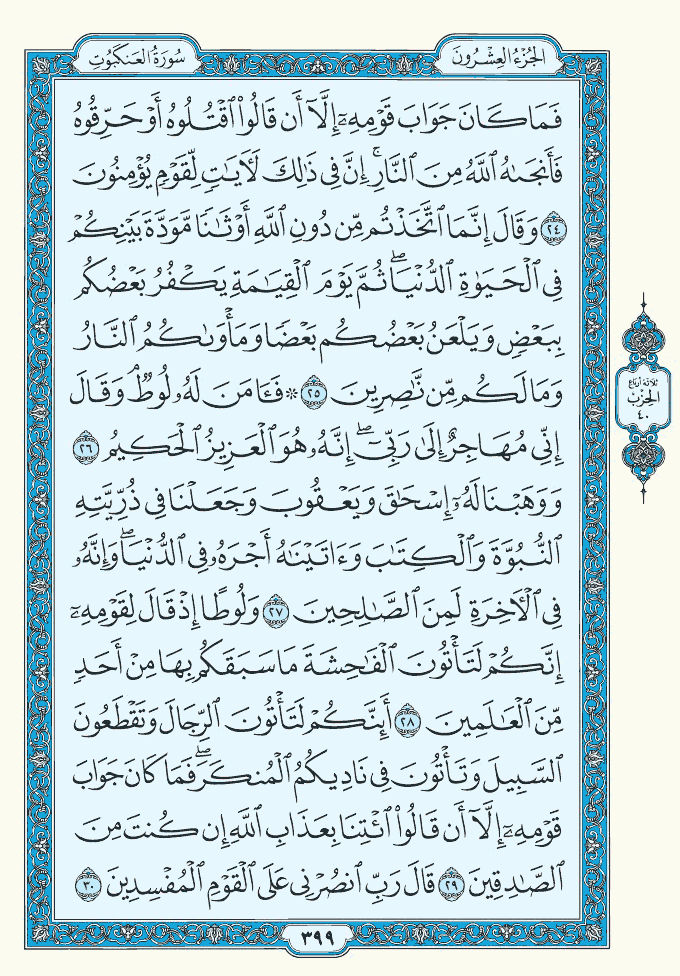 الجُزْءُ العِشْرُونَ
سُورَةُ العَنكَبُوتِ
فَمَا كَانَ جَوَابَ قَوْمِهِۦٓ إِلَّآ أَن قَالُواْ ٱقْتُلُوهُ أَوْ حَرِّقُوهُ
فَأَنجَىٰهُ ٱللَّهُ مِنَ ٱلنَّارِۚ إِنَّ فِى ذَٰلِكَ لَأٓيَٰتٍ لِّقَوْمٍ يُؤْمِنُونَ
٢٤ وَقَالَ إِنَّمَا ٱتَّخَذْتُم مِّن دُونِ ٱللَّهِ أَوْثَٰنًا مَّوَدَّةَ بَيْنِكُمْ
فِى ٱلْحَيَوٰةِ ٱلدُّنْيَاۖ ثُمَّ يَوْمَ ٱلْقِيَٰمَةِ يَكْفُرُ بَعْضُكُم
بِبَعْضٍ وَيَلْعَنُ بَعْضُكُم بَعْضًا وَمَأْوَىٰكُمُ ٱلنَّارُ
وَمَا لَكُم مِّن نَّٰصِرِينَ ٢٥ ۞ فَـَٔامَنَ لَهُۥ لُوطٌۘ وَقَالَ
إِنِّى مُهَاجِرٌ إِلَىٰ رَبِّىٓۖ إِنَّهُۥ هُوَ ٱلْعَزِيزُ ٱلْحَكِيمُ ٢٦
وَوَهَبْنَا لَهُۥٓ إِسْحَٰقَ وَيَعْقُوبَ وَجَعَلْنَا فِى ذُرِّيَّتِهِ
ٱلنُّبُوَّةَ وَٱلْكِتَٰبَ وَءَاتَيْنَٰهُ أَجْرَهُۥ فِى ٱلدُّنْيَاۖ وَإِنَّهُۥ
فِى ٱلْأَخِرَةِ لَمِنَ ٱلصَّٰلِحِينَ ٢٧ وَلُوطًا إِذْ قَالَ لِقَوْمِهِۦٓ
إِنَّكُمْ لَتَأْتُونَ ٱلْفَٰحِشَةَ مَا سَبَقَكُم بِهَا مِنْ أَحَدٍ
مِّنَ ٱلْعَٰلَمِينَ ٢٨ أَئِنَّكُمْ لَتَأْتُونَ ٱلرِّجَالَ وَتَقْطَعُونَ
ٱلسَّبِيلَ وَتَأْتُونَ فِى نَادِيكُمُ ٱلْمُنكَرَۖ فَمَا كَانَ جَوَابَ
قَوْمِهِۦٓ إِلَّآ أَن قَالُواْ ٱئْتِنَا بِعَذَابِ ٱللَّهِ إِن كُنتَ مِنَ
ٱلصَّٰدِقِينَ ٢٩ قَالَ رَبِّ ٱنصُرْنِى عَلَى ٱلْقَوْمِ ٱلْمُفْسِدِينَ ٣٠
ثلاثة أرباع
الحزب
٤٠
٣٩٩